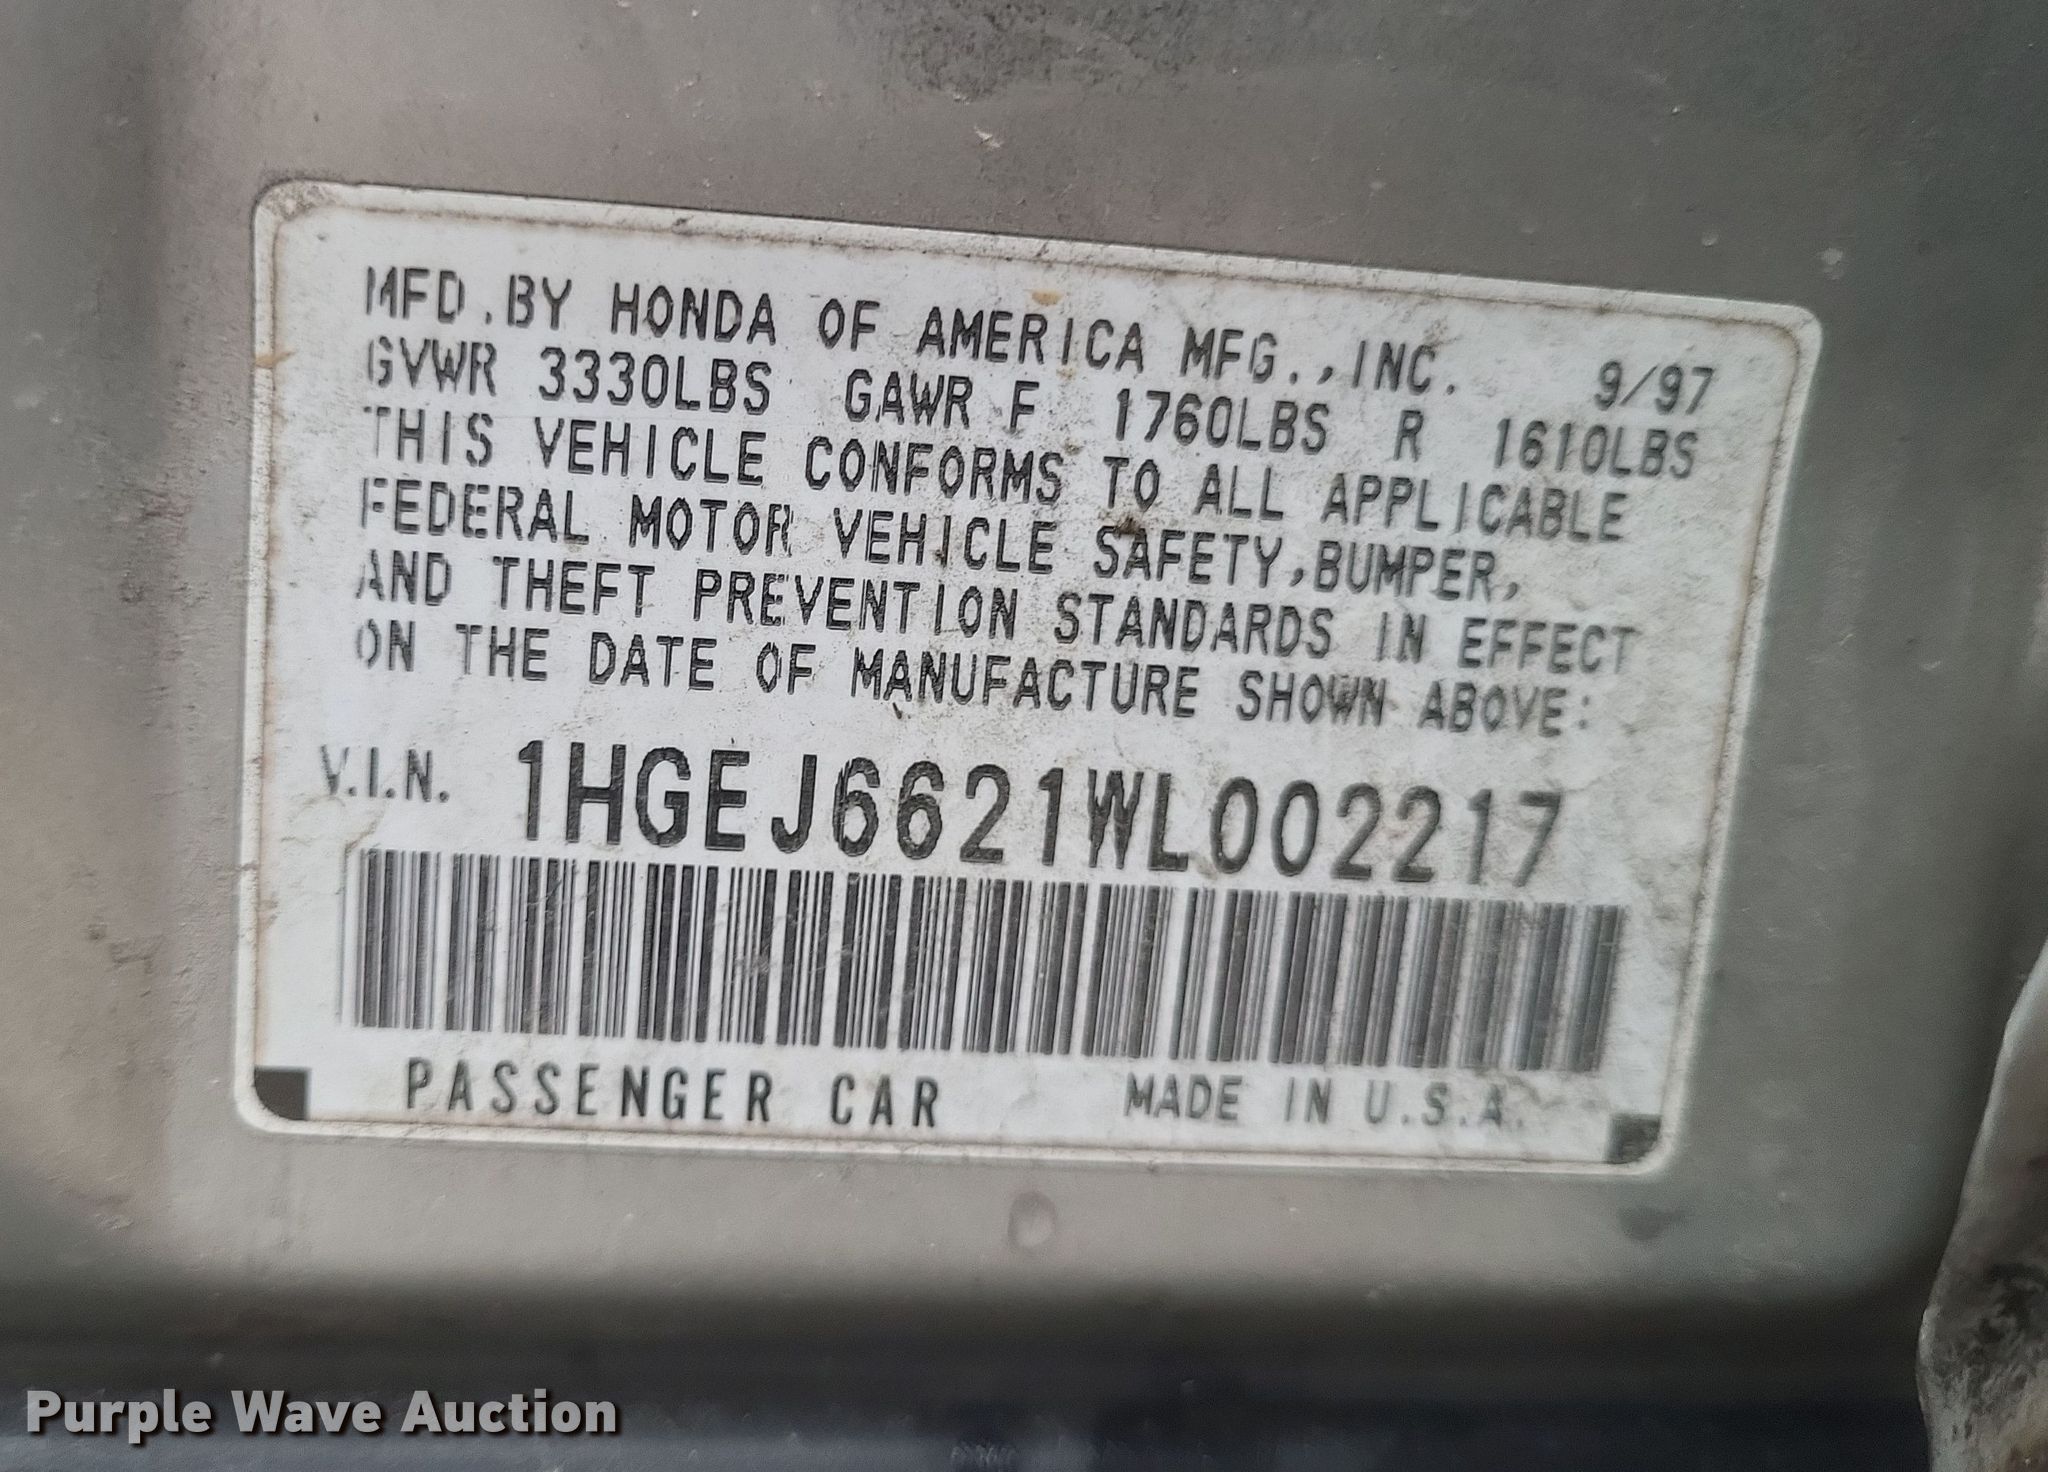 MFD.BY HONDA OF AMERICA MFG.,INC. 9/97
GVWR 3330LBS GAWR F 1760LBS R 1610LBS
THIS VEHICLE CONFORMS TO ALL APPLICABLE
FEDERAL MOTOR VEHICLE SAFETY,BUMPER,
AND THEFT PREVENTION STANDARDS IN EFFECT
ON THE DATE OF MANUFACTURE SHOWN ABOVE:
V.I.N. 1HGEJ6621WL002217
PASSENGER CAR MADE IN U.S.A.
Purple Wave Auction